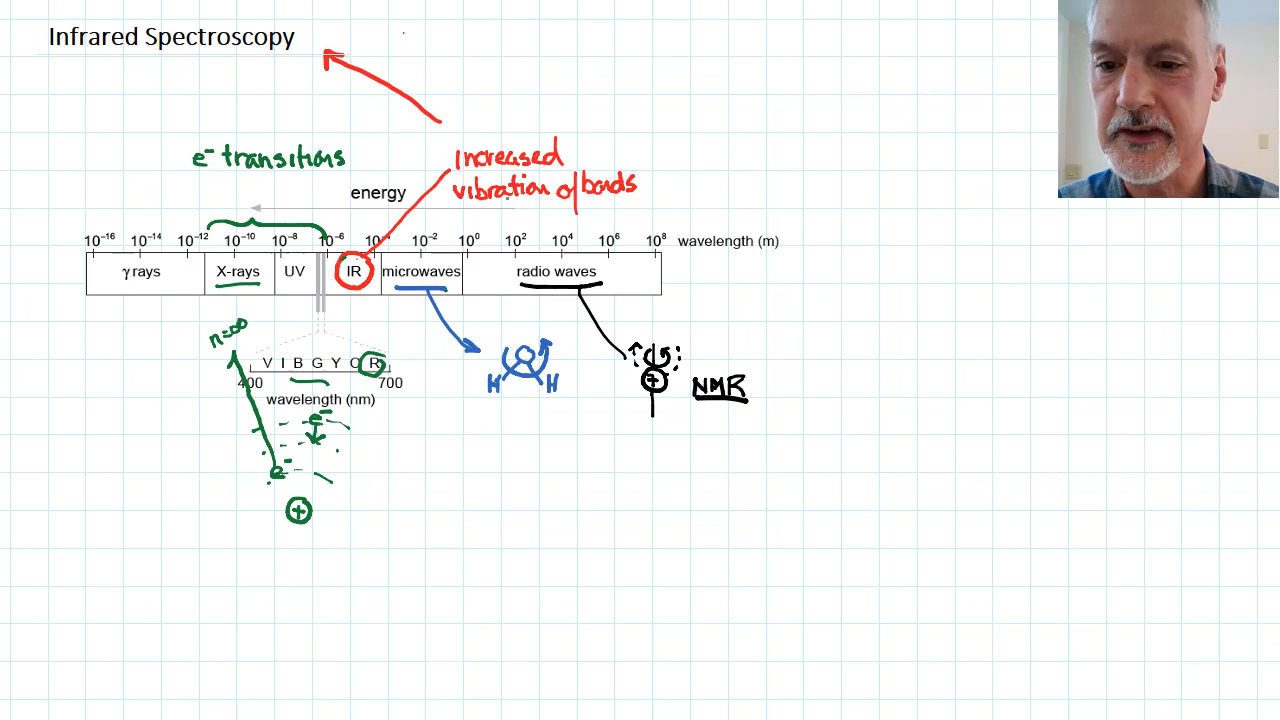 Infrared Spectroscopy
e⁻ transitions
increased
vibration of bonds
energy
10⁻¹⁶ 10⁻¹⁴ 10⁻¹² 10⁻¹⁰ 10⁻⁸ 10⁻⁶ 10⁻⁴ 10⁻² 10⁰ 10² 10⁴ 10⁶ 10⁸ wavelength (m)
γ rays X-rays UV IR microwaves radio waves
n=∞
V I B G Y O R
400 700
wavelength (nm)
H H
+ NMR
e⁻
e⁻
+